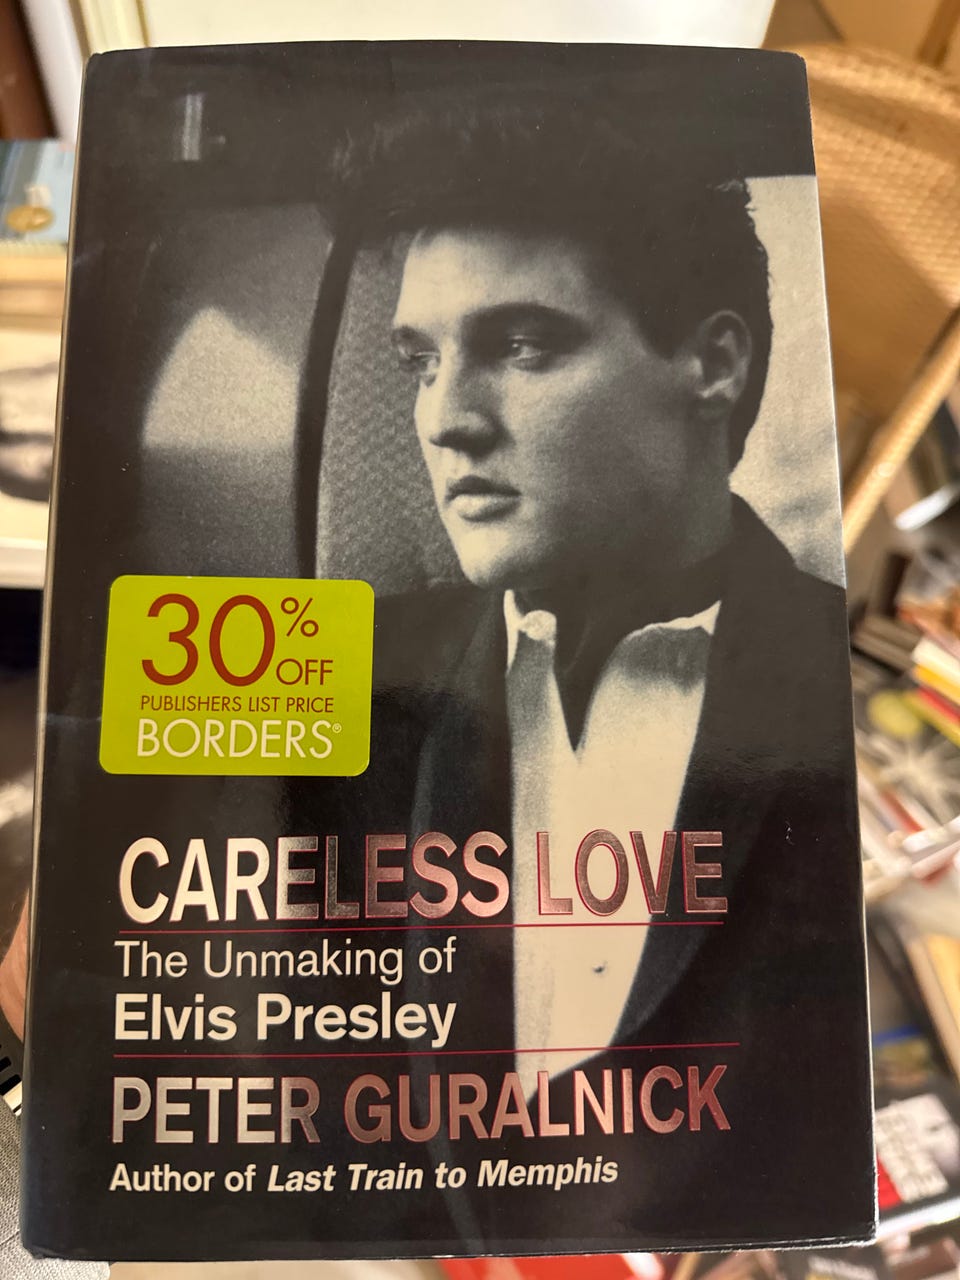 30% OFF
PUBLISHERS LIST PRICE
BORDERS®
CARELESS LOVE
The Unmaking of
Elvis Presley
PETER GURALNICK
Author of Last Train to Memphis